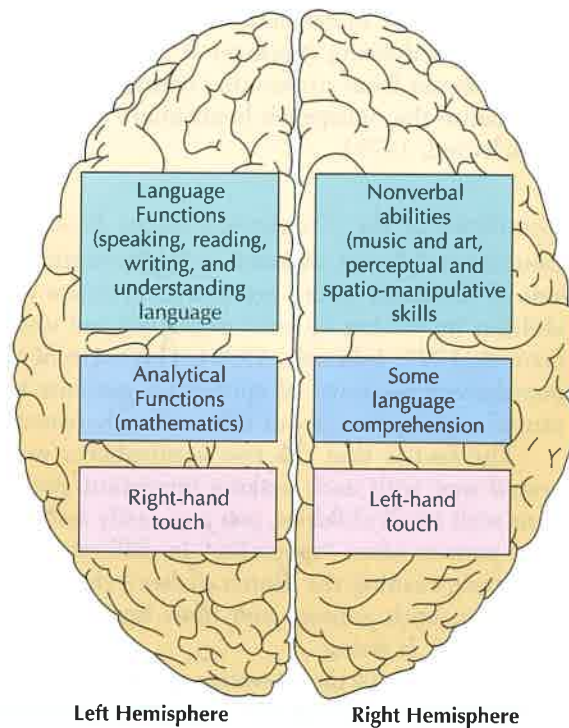 Language
Functions
(speaking, reading,
writing, and
understanding
language
Nonverbal
abilities
(music and art,
perceptual and
spatio-manipulative
skills
Analytical
Functions
(mathematics)
Some
language
comprehension
Right-hand
touch
Left-hand
touch
Left Hemisphere
Right Hemisphere